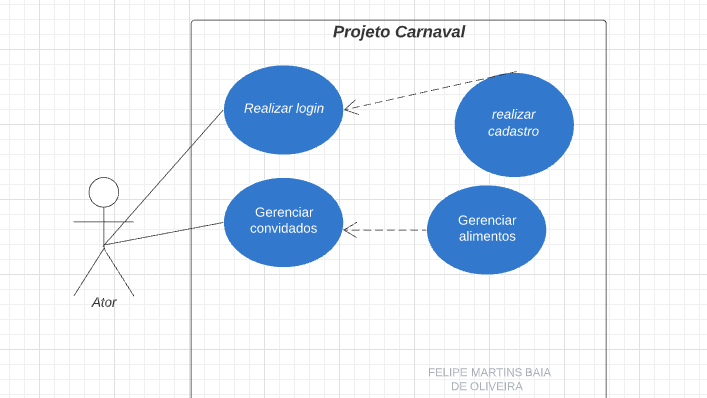 Projeto Carnaval
Realizar login
realizar
cadastro
Gerenciar
convidados
Gerenciar
alimentos
Ator
FELIPE MARTINS BAIA
DE OLIVEIRA